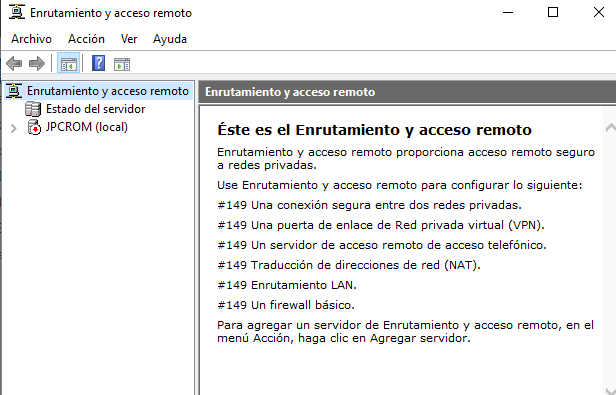 Enrutamiento y acceso remoto
Archivo Acción Ver Ayuda
Enrutamiento y acceso remoto
Estado del servidor
JPCROM (local)
Enrutamiento y acceso remoto
Éste es el Enrutamiento y acceso remoto
Enrutamiento y acceso remoto proporciona acceso remoto seguro
a redes privadas.
Use Enrutamiento y acceso remoto para configurar lo siguiente:
#149 Una conexión segura entre dos redes privadas.
#149 Una puerta de enlace de Red privada virtual (VPN).
#149 Un servidor de acceso remoto de acceso telefónico.
#149 Traducción de direcciones de red (NAT).
#149 Enrutamiento LAN.
#149 Un firewall básico.
Para agregar un servidor de Enrutamiento y acceso remoto, en el
menú Acción, haga clic en Agregar servidor.